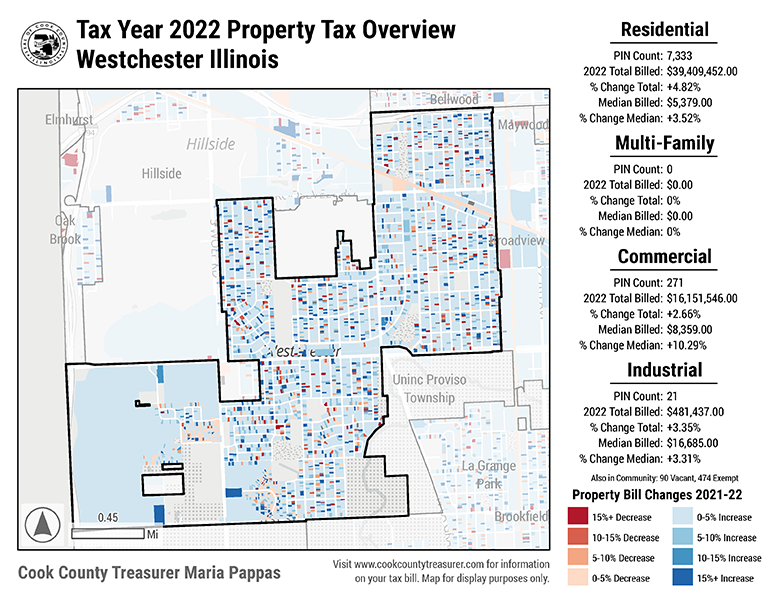 Tax Year 2022 Property Tax Overview
Westchester Illinois
Bellwood
Elmhurst
Maywood
Hillside
Hillside
Oak
Brook
Broadview
Westchester
Uninc Proviso
Township
La Grange
Park
Brookfield
0.45
Mi
Cook County Treasurer Maria Pappas
Visit www.cookcountytreasurer.com for information
on your tax bill. Map for display purposes only.
Residential
PIN Count: 7,333
2022 Total Billed: $39,409,452.00
% Change Total: +4.82%
Median Billed: $5,379.00
% Change Median: +3.52%
Multi-Family
PIN Count: 0
2022 Total Billed: $0.00
% Change Total: 0%
Median Billed: $0.00
% Change Median: 0%
Commercial
PIN Count: 271
2022 Total Billed: $16,151,546.00
% Change Total: +2.66%
Median Billed: $8,359.00
% Change Median: +10.29%
Industrial
PIN Count: 21
2022 Total Billed: $481,437.00
% Change Total: +3.35%
Median Billed: $16,685.00
% Change Median: +3.31%
Also in Community: 90 Vacant, 474 Exempt
Property Bill Changes 2021-22
15%+ Decrease
10-15% Decrease
5-10% Decrease
0-5% Decrease
0-5% Increase
5-10% Increase
10-15% Increase
15%+ Increase